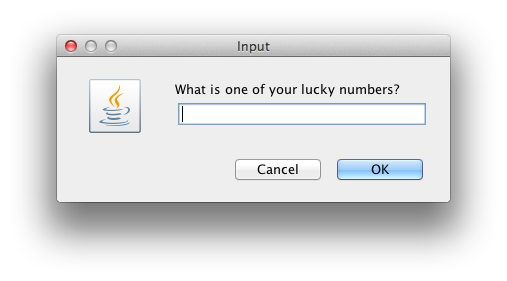 Input
What is one of your lucky numbers?
Cancel
OK